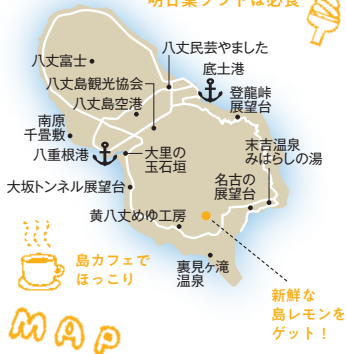 明日葉ソフトは必食
八丈民芸やました
八丈富士
底土港
八丈島観光協会
登龍峠
展望台
八丈島空港
南原
千畳敷
末吉温泉
みはらしの湯
八重根港
大里の
玉石垣
名古の
展望台
大坂トンネル展望台
黄八丈めゆ工房
島カフェで
ほっこり
裏見ヶ滝
温泉
新鮮な
島レモンを
ゲット！
MAP